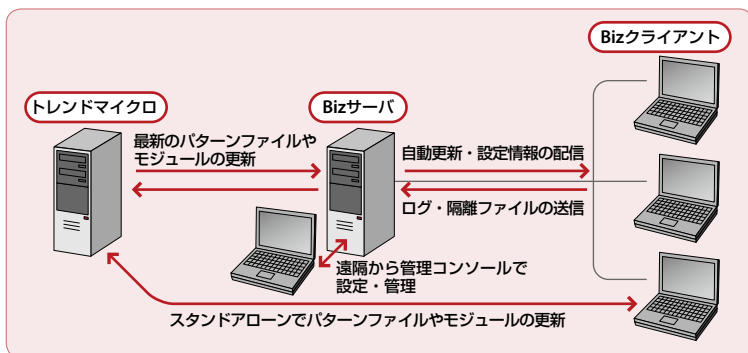 Bizクライアント
トレンドマイクロ
Bizサーバ
最新のパターンファイルや
モジュールの更新
自動更新・設定情報の配信
ログ・隔離ファイルの送信
遠隔から管理コンソールで
設定・管理
スタンドアローンでパターンファイルやモジュールの更新